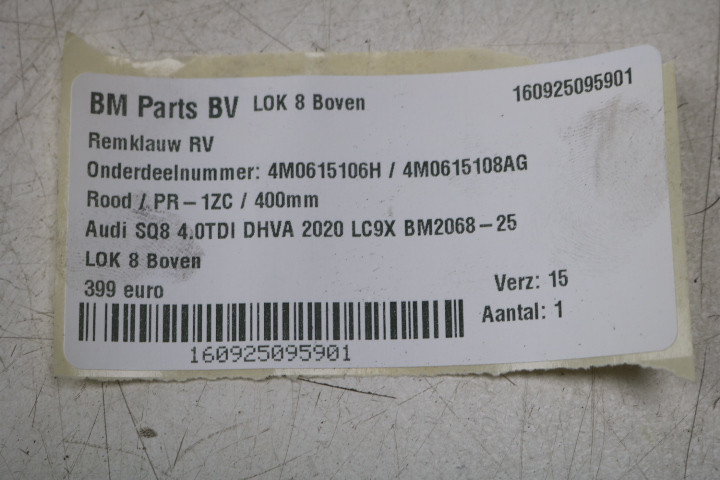 BM Parts BV LOK 8 Boven 160925095901
Remklauw RV
Onderdeelnummer: 4M0615106H / 4M0615108AG
Rood / PR-1ZC / 400mm
Audi SQ8 4.0TDI DHVA 2020 LC9X BM2068-25
LOK 8 Boven
399 euro
Verz: 15
Aantal: 1
160925095901